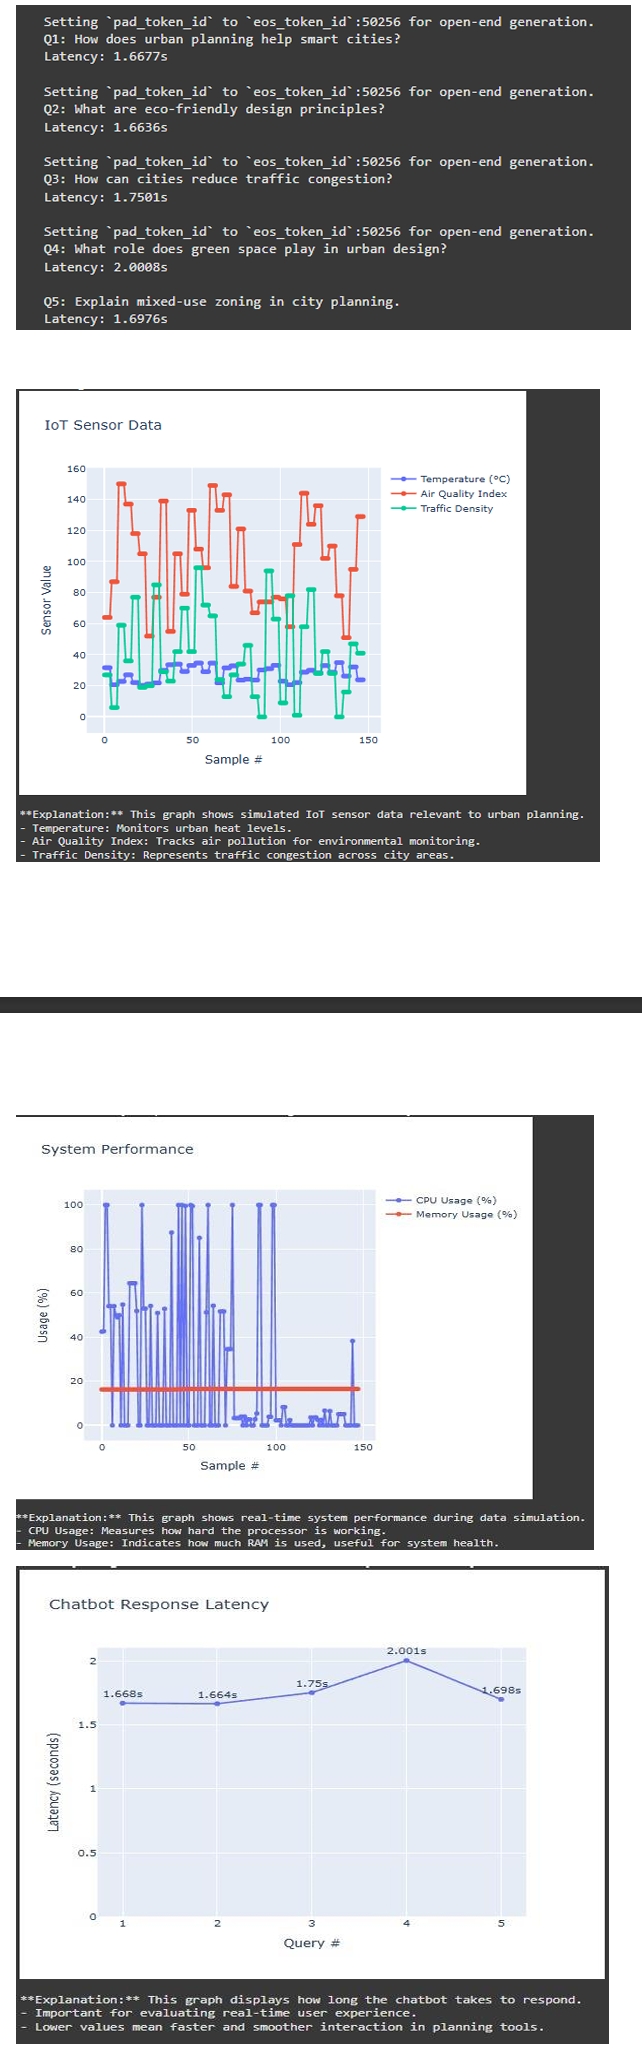 Setting `pad_token_id` to `eos_token_id`:50256 for open-end generation.
Q1: How does urban planning help smart cities?
Latency: 1.6677s
Setting `pad_token_id` to `eos_token_id`:50256 for open-end generation.
Q2: What are eco-friendly design principles?
Latency: 1.6636s
Setting `pad_token_id` to `eos_token_id`:50256 for open-end generation.
Q3: How can cities reduce traffic congestion?
Latency: 1.7501s
Setting `pad_token_id` to `eos_token_id`:50256 for open-end generation.
Q4: What role does green space play in urban design?
Latency: 2.0008s
Q5: Explain mixed-use zoning in city planning.
Latency: 1.6976s
IoT Sensor Data
160
140
120
100
80
60
40
20
0
Sensor Value
0 50 100 150
Sample #
Temperature (°C)
Air Quality Index
Traffic Density
**Explanation:** This graph shows simulated IoT sensor data relevant to urban planning.
- Temperature: Monitors urban heat levels.
- Air Quality Index: Tracks air pollution for environmental monitoring.
- Traffic Density: Represents traffic congestion across city areas.
System Performance
100
80
60
40
20
0
Usage (%)
0 50 100 150
Sample #
CPU Usage (%)
Memory Usage (%)
**Explanation:** This graph shows real-time system performance during data simulation.
- CPU Usage: Measures how hard the processor is working.
- Memory Usage: Indicates how much RAM is used, useful for system health.
Chatbot Response Latency
2
1.5
1
0.5
0
Latency (seconds)
1.668s 1.664s 1.75s 2.001s 1.698s
1 2 3 4 5
Query #
**Explanation:** This graph displays how long the chatbot takes to respond.
- Important for evaluating real-time user experience.
- Lower values mean faster and smoother interaction in planning tools.